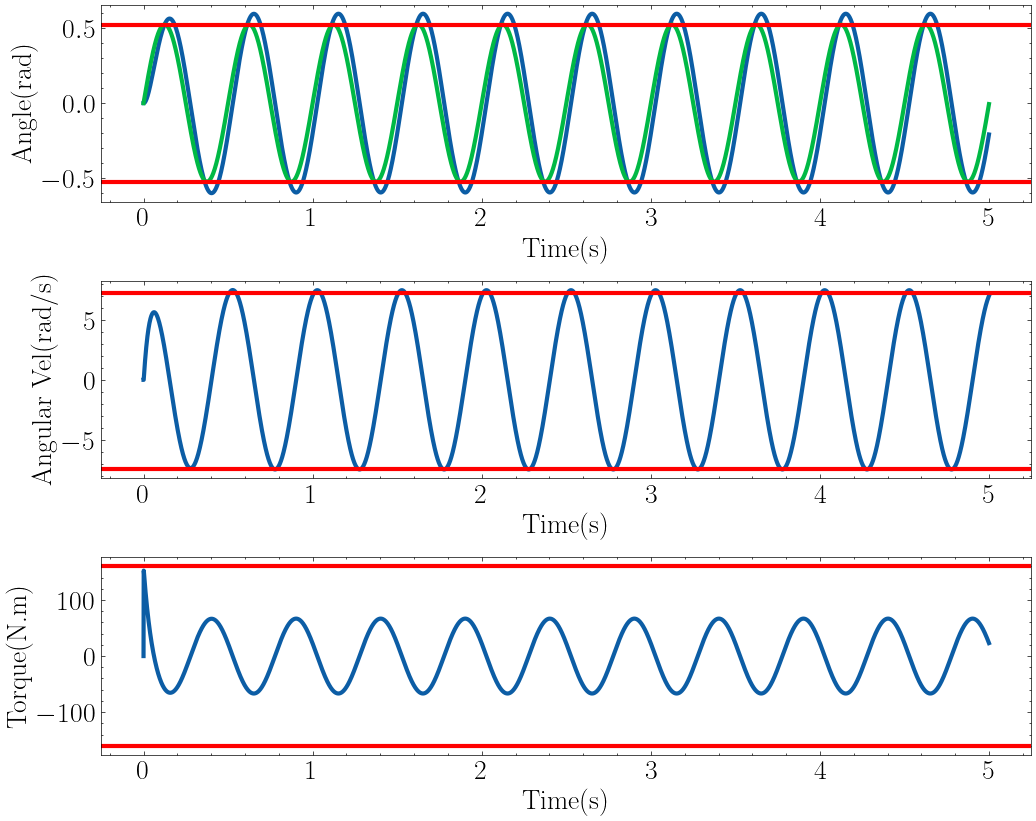 Angle(rad)
0.5
0.0
−0.5
0 1 2 3 4 5
Time(s)
Angular Vel(rad/s)
5
0
−5
0 1 2 3 4 5
Time(s)
Torque(N.m)
100
0
−100
0 1 2 3 4 5
Time(s)